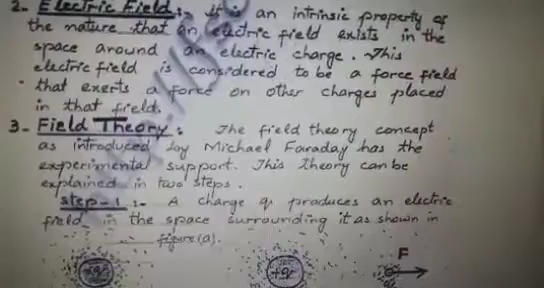 2- Electric Field:- It is an intrinsic property of
the nature that an electric field exists in the
space around an electric charge. This
electric field is considered to be a force field
that exerts a force on other charges placed
in that field.
3- Field Theory: The field theory concept
as introduced by Michael Faraday has the
experimental support. This theory can be
explained in two steps.
step-1 :- A charge q produces an electric
field in the space surrounding it as shown in
figure (a).
+q +q F